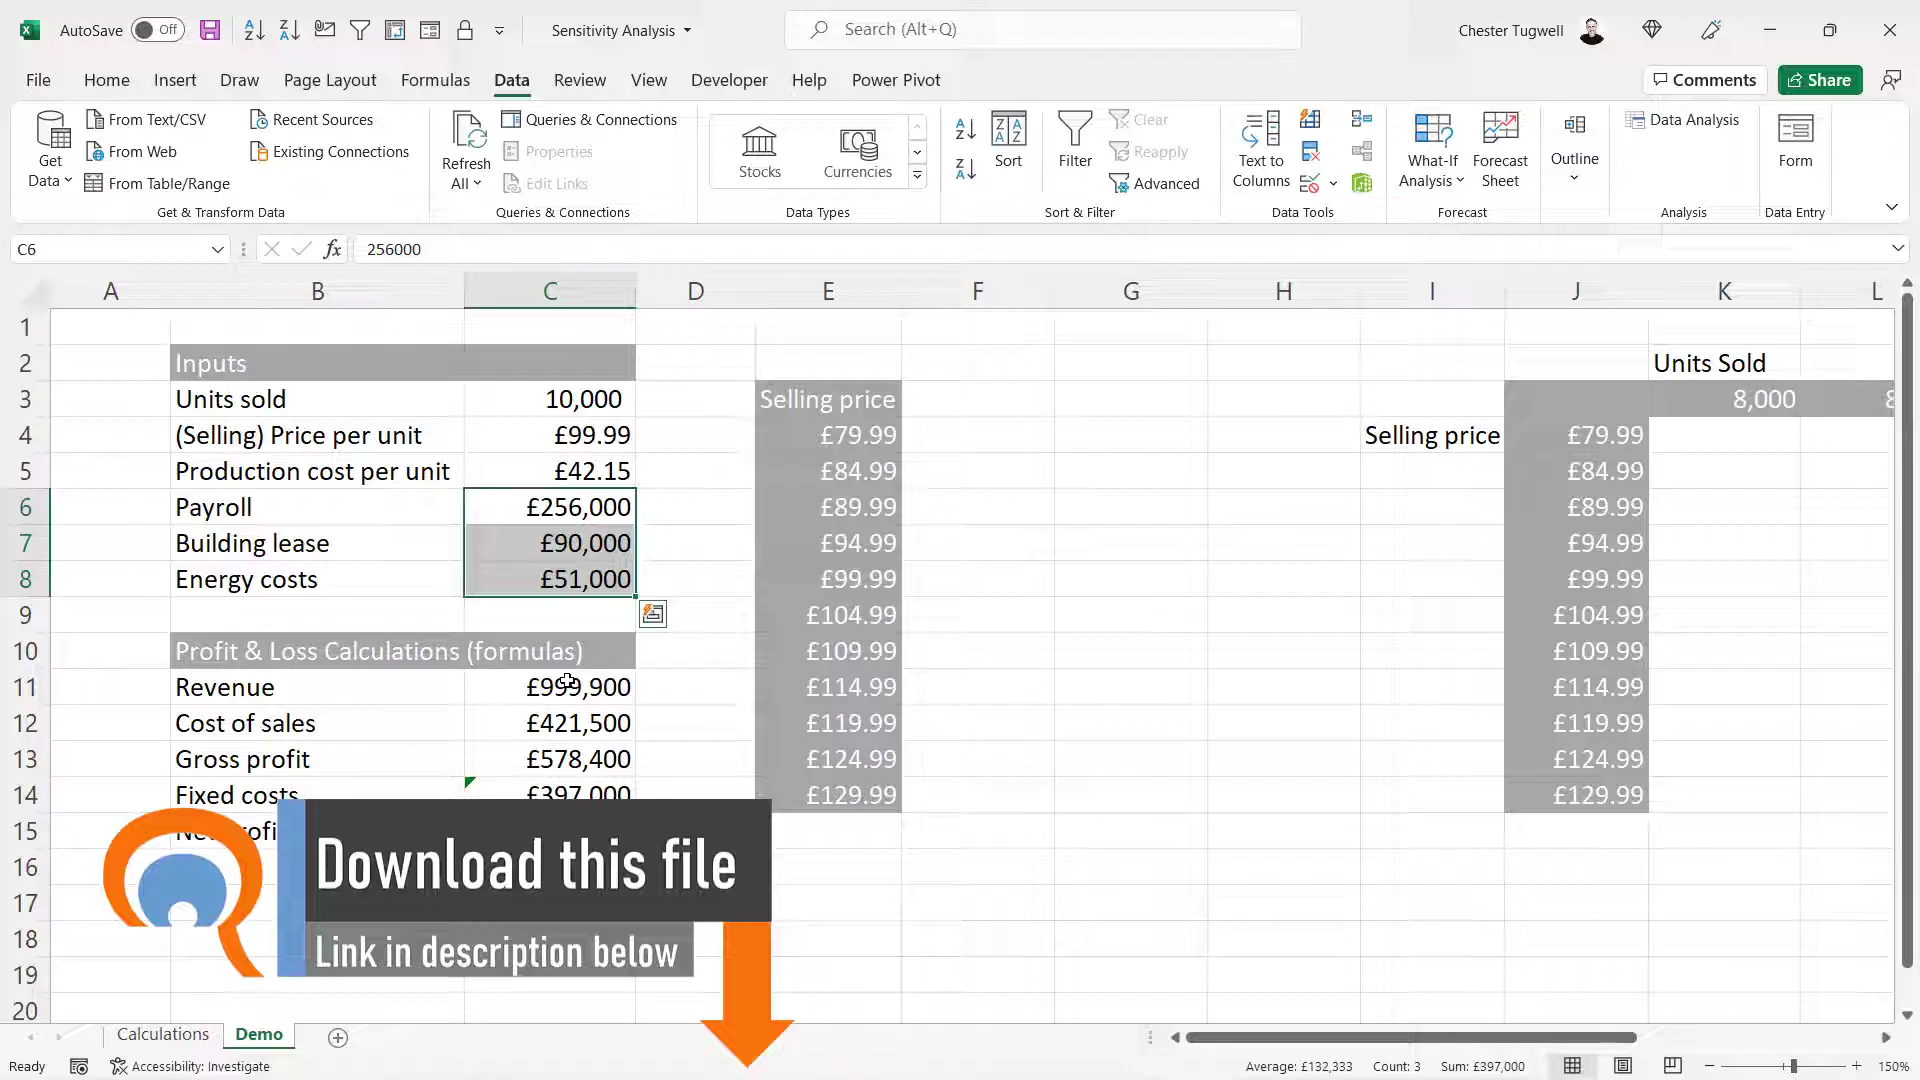 AutoSave Off Sensitivity Analysis Search (Alt+Q) Chester Tugwell
File Home Insert Draw Page Layout Formulas Data Review View Developer Help Power Pivot Comments Share
Get Data
From Text/CSV
From Web
From Table/Range
Recent Sources
Existing Connections
Get & Transform Data
Refresh All
Queries & Connections
Properties
Edit Links
Queries & Connections
Stocks
Currencies
Data Types
Sort
Filter
Clear
Reapply
Advanced
Sort & Filter
Text to Columns
Data Tools
What-If Analysis
Forecast Sheet
Forecast
Outline
Data Analysis
Analysis
Form
Data Entry
C6 fx 256000
A B C D E F G H I J K L
1
2 Inputs Units Sold
3 Units sold 10,000 Selling price 8,000
4 (Selling) Price per unit £99.99 £79.99 Selling price £79.99
5 Production cost per unit £42.15 £84.99 £84.99
6 Payroll £256,000 £89.99 £89.99
7 Building lease £90,000 £94.99 £94.99
8 Energy costs £51,000 £99.99 £99.99
9 £104.99 £104.99
10 Profit & Loss Calculations (formulas) £109.99 £109.99
11 Revenue £999,900 £114.99 £114.99
12 Cost of sales £421,500 £119.99 £119.99
13 Gross profit £578,400 £124.99 £124.99
14 Fixed costs £397,000 £129.99 £129.99
15
16
17
18
19
20
Download this file
Link in description below
Calculations Demo
Ready Accessibility: Investigate Average: £132,333 Count: 3 Sum: £397,000 150%